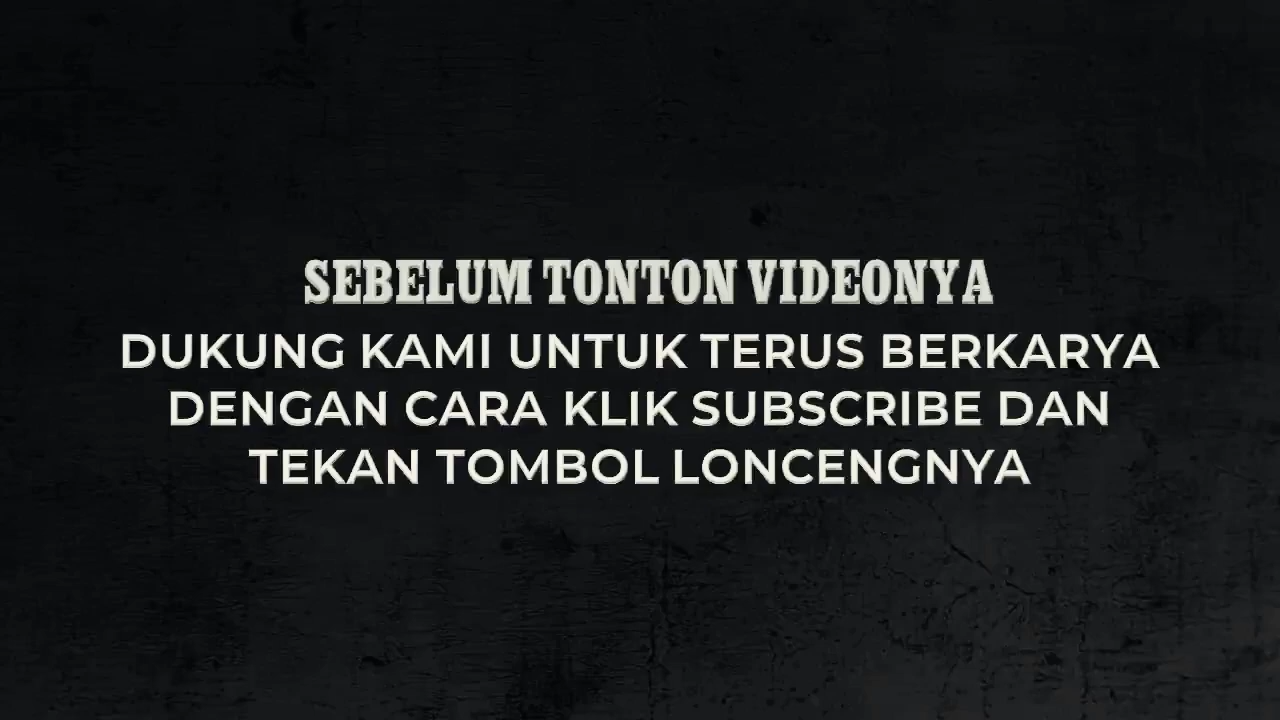 SEBELUM TONTON VIDEONYA
DUKUNG KAMI UNTUK TERUS BERKARYA
DENGAN CARA KLIK SUBSCRIBE DAN
TEKAN TOMBOL LONCENGNYA